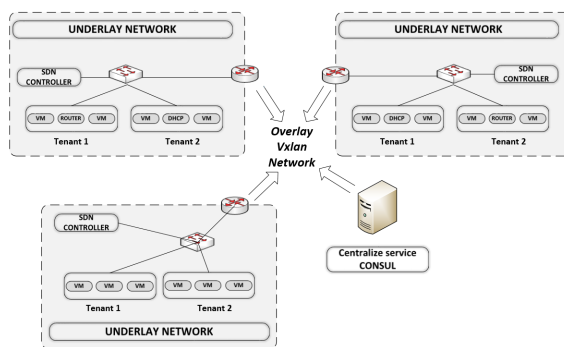 UNDERLAY NETWORK
SDN
CONTROLLER
VM ROUTER VM
VM DHCP VM
Tenant 1
Tenant 2
UNDERLAY NETWORK
SDN
CONTROLLER
VM DHCP VM
VM ROUTER VM
Tenant 1
Tenant 2
Overlay
Vxlan
Network
SDN
CONTROLLER
VM VM VM
VM VM VM
Tenant 1
Tenant 2
UNDERLAY NETWORK
Centralize service
CONSUL